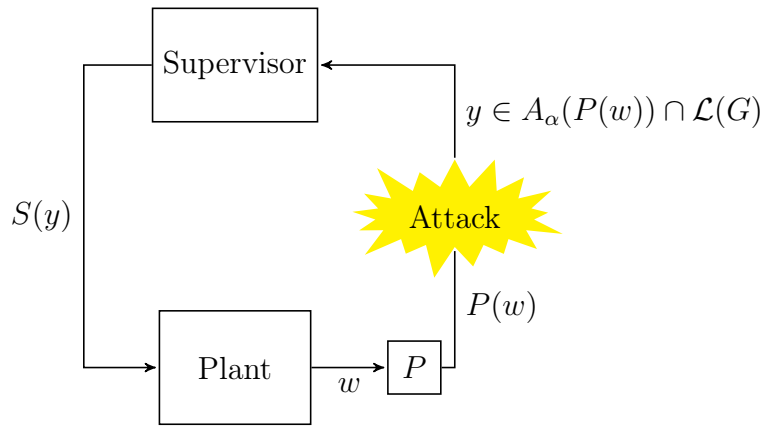 Supervisor
y ∈ A_α(P(w)) ∩ ℒ(G)
Attack
S(y)
P(w)
Plant
w
P